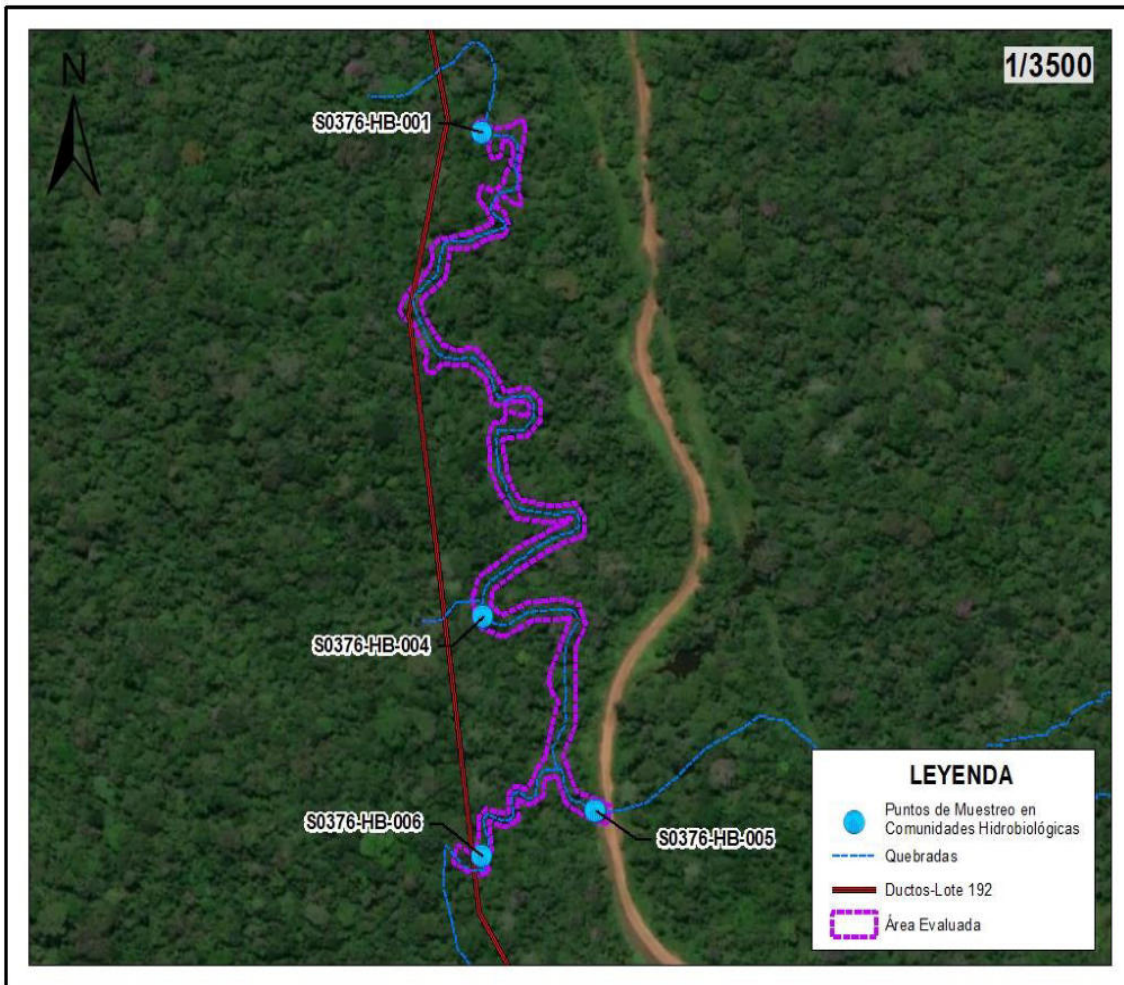 1/3500
N
S0376-HB-001
S0376-HB-004
S0376-HB-006
S0376-HB-005
LEYENDA
Puntos de Muestreo en
Comunidades Hidrobiológicas
Quebradas
Ductos-Lote 192
Área Evaluada